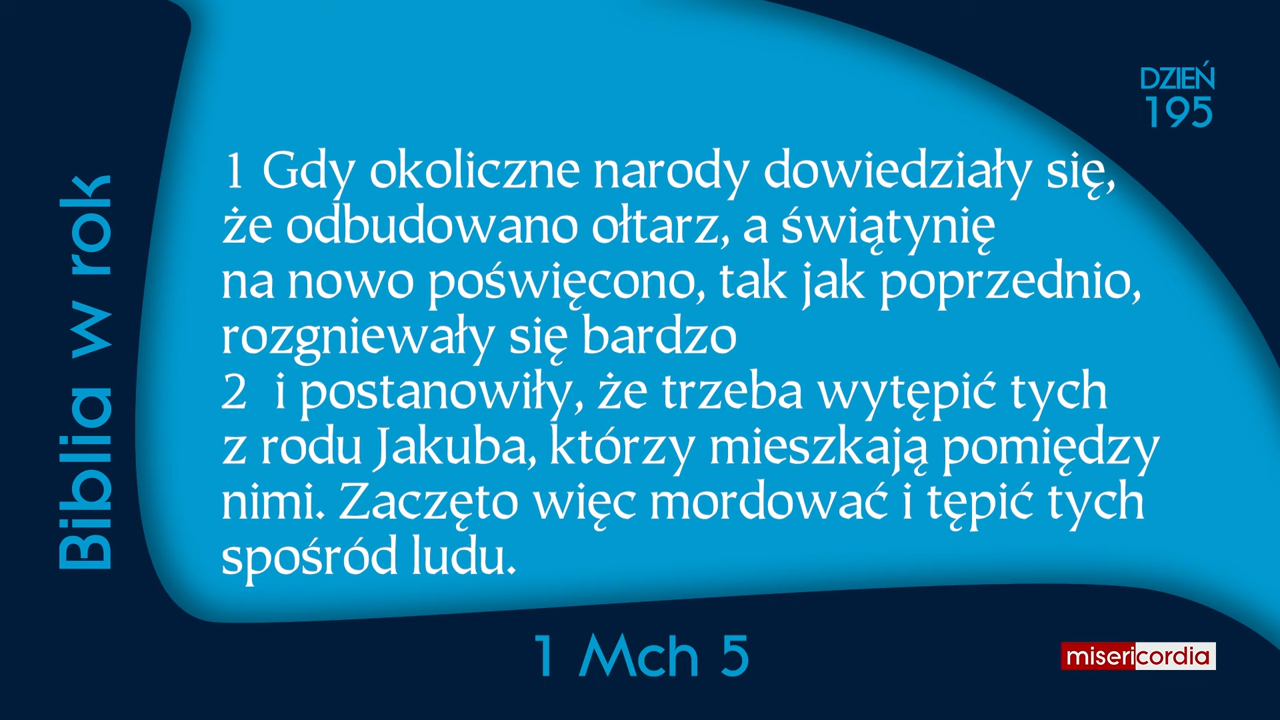 DZIEŃ
195
1 Gdy okoliczne narody dowiedziały się,
że odbudowano ołtarz, a świątynię
na nowo poświęcono, tak jak poprzednio,
rozgniewały się bardzo
2 i postanowiły, że trzeba wytępić tych
z rodu Jakuba, którzy mieszkają pomiędzy
nimi. Zaczęto więc mordować i tępić tych
spośród ludu.
Biblia w rok
1 Mch 5
misericordia